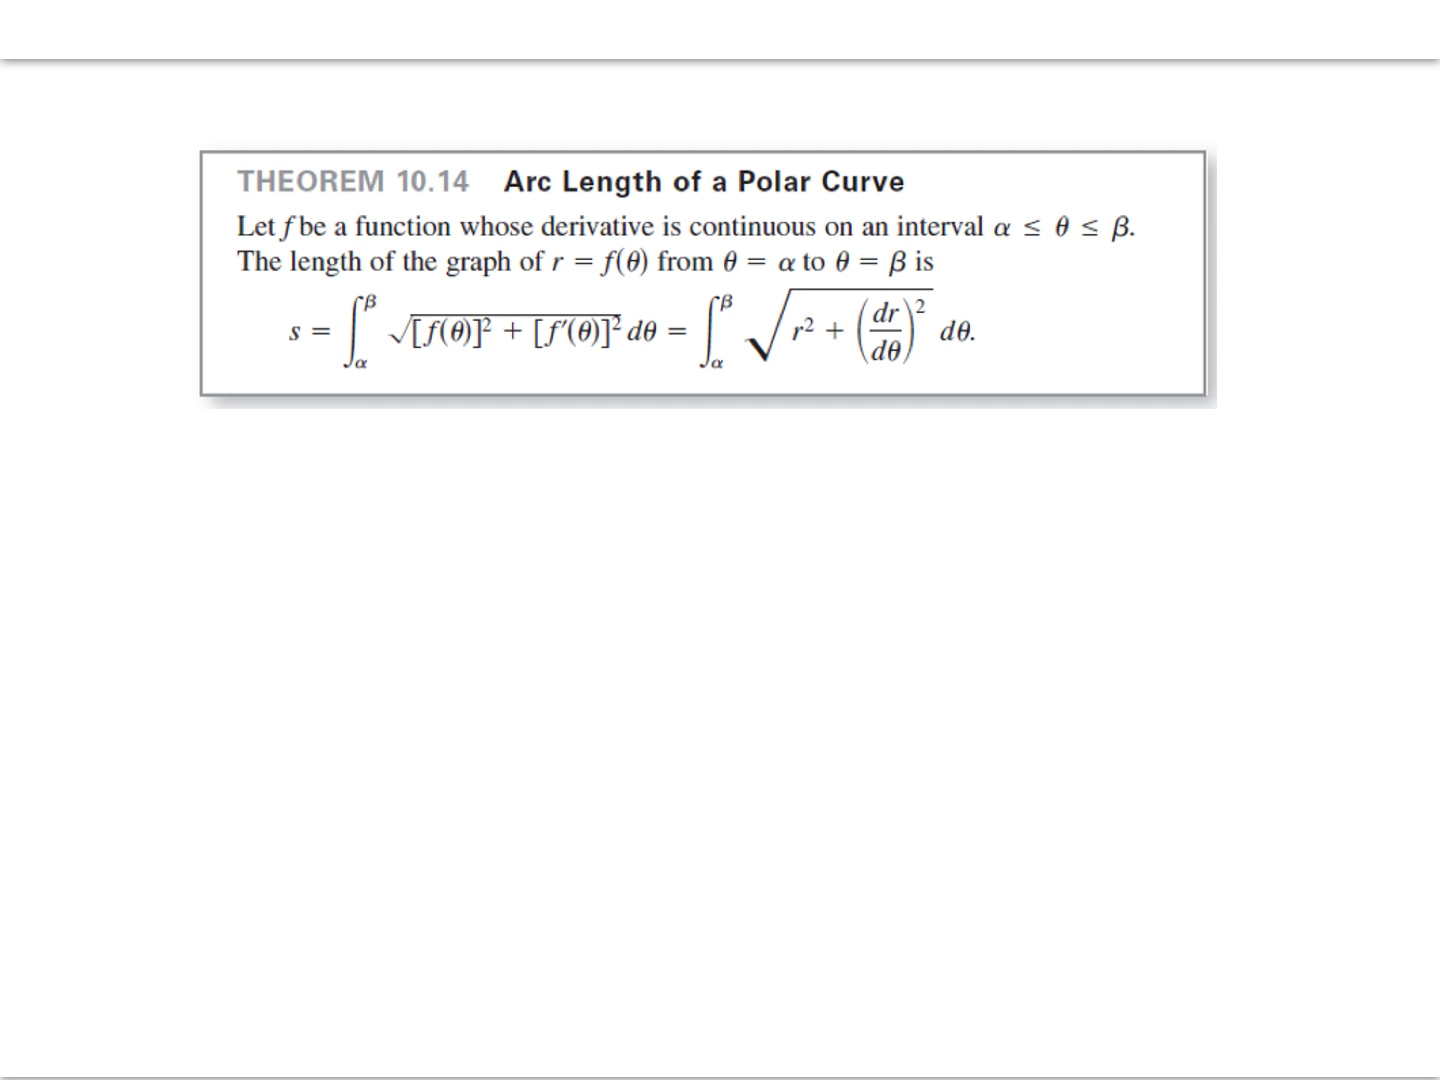 THEOREM 10.14 Arc Length of a Polar Curve
Let f be a function whose derivative is continuous on an interval α ≤ θ ≤ β.
The length of the graph of r = f(θ) from θ = α to θ = β is
s = ∫_α^β √([f(θ)]² + [f′(θ)]²) dθ = ∫_α^β √(r² + (dr/dθ)²) dθ.